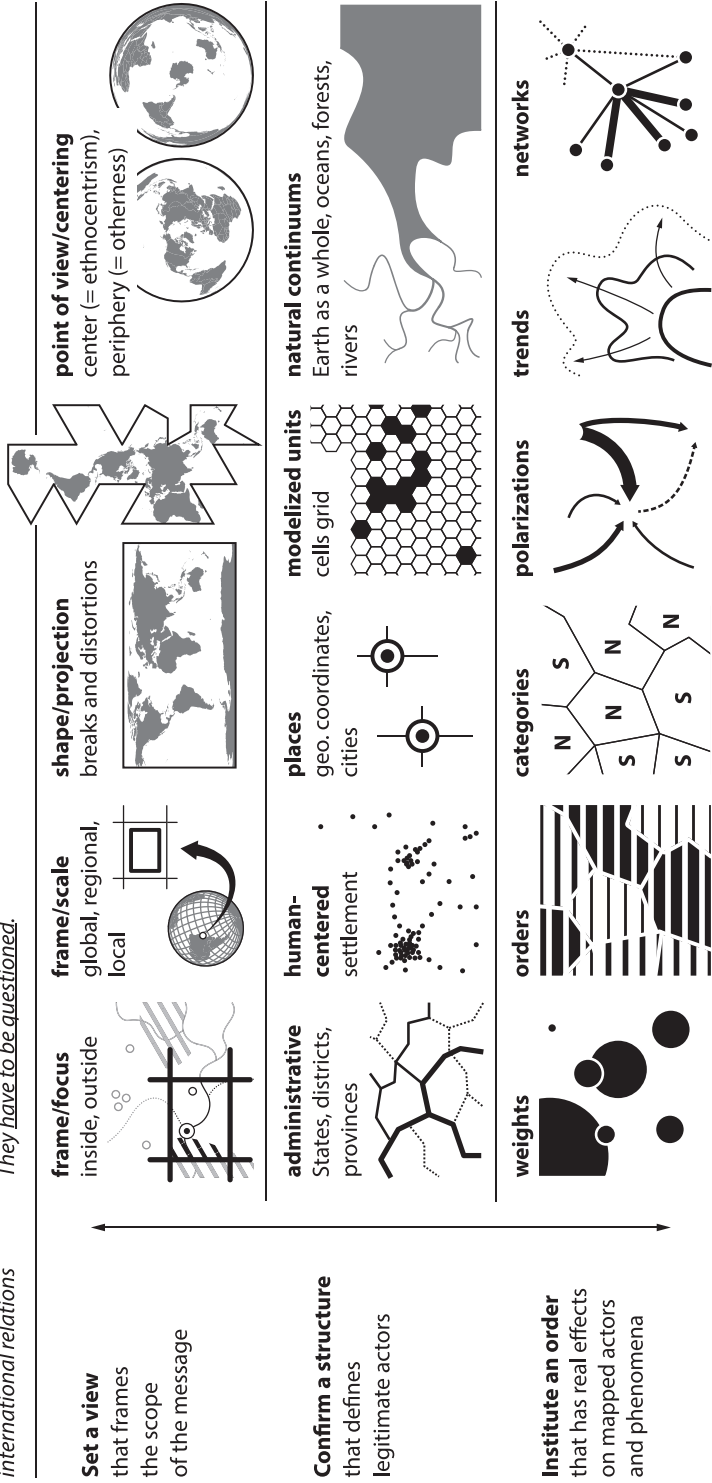 international relations
They have to be questioned.
Set a view
that frames
the scope
of the message
frame/focus
inside, outside
frame/scale
global, regional,
local
shape/projection
breaks and distortions
point of view/centering
center (= ethnocentrism),
periphery (= otherness)
Confirm a structure
that defines
legitimate actors
administrative
States, districts,
provinces
human-
centered
settlement
places
geo. coordinates,
cities
modelized units
cells grid
natural continuums
Earth as a whole, oceans, forests,
rivers
Institute an order
that has real effects
on mapped actors
and phenomena
weights
orders
categories
N
S
N
N
S
S
S
N
polarizations
trends
networks